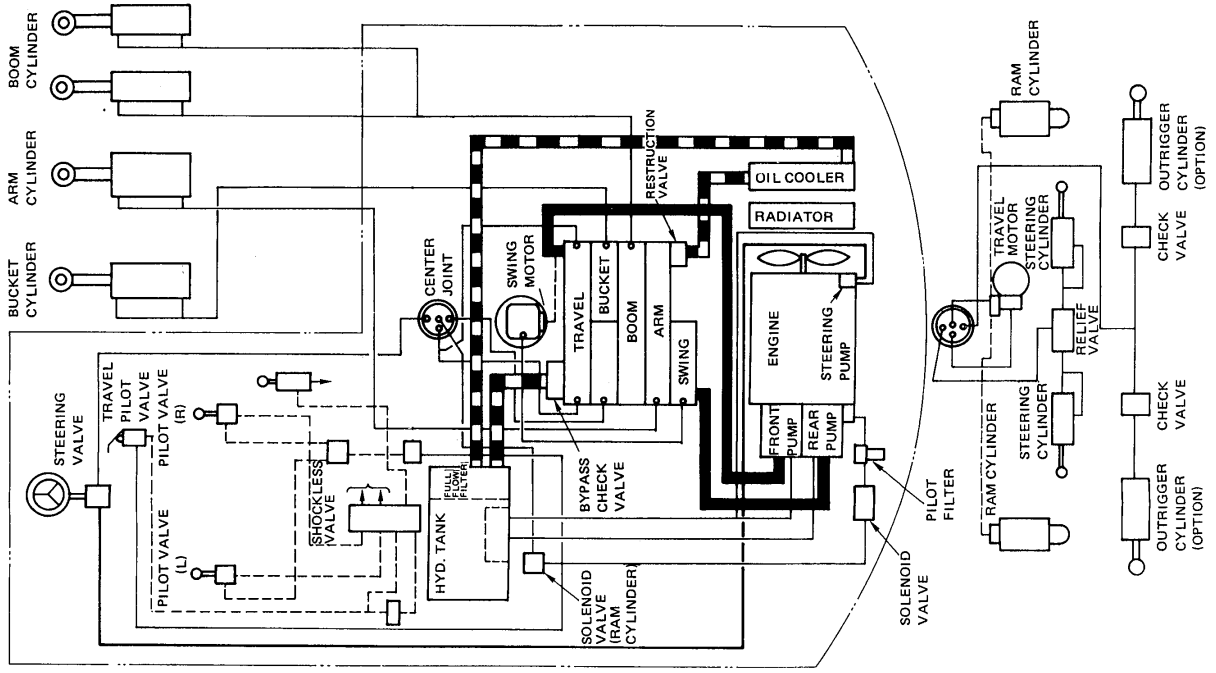 BOOM
CYLINDER
ARM
CYLINDER
BUCKET
CYLINDER
STEERING VALVE
TRAVEL
PILOT
VALVE
PILOT VALVE
(R)
PILOT VALVE
(L)
SHOCKLESS
VALVE
CENTER
JOINT
SWING
MOTOR
RESTRUCTION
VALVE
OIL COOLER
RADIATOR
TRAVEL
BUCKET
BOOM
ARM
SWING
ENGINE
STEERING
PUMP
FRONT
PUMP
REAR
PUMP
HYD. TANK
FULL
FLOW
FILTER
BYPASS
CHECK
VALVE
SOLENOID
VALVE
(RAM
CYLINDER)
PILOT
FILTER
SOLENOID
VALVE
RAM
CYLINDER
TRAVEL
MOTOR
STEERING
CYLINDER
RELIEF
VALVE
STEERING
CYLINDER
RAM CYLINDER
OUTRIGGER
CYLINDER
(OPTION)
CHECK
VALVE
CHECK
VALVE
OUTRIGGER
CYLINDER
(OPTION)